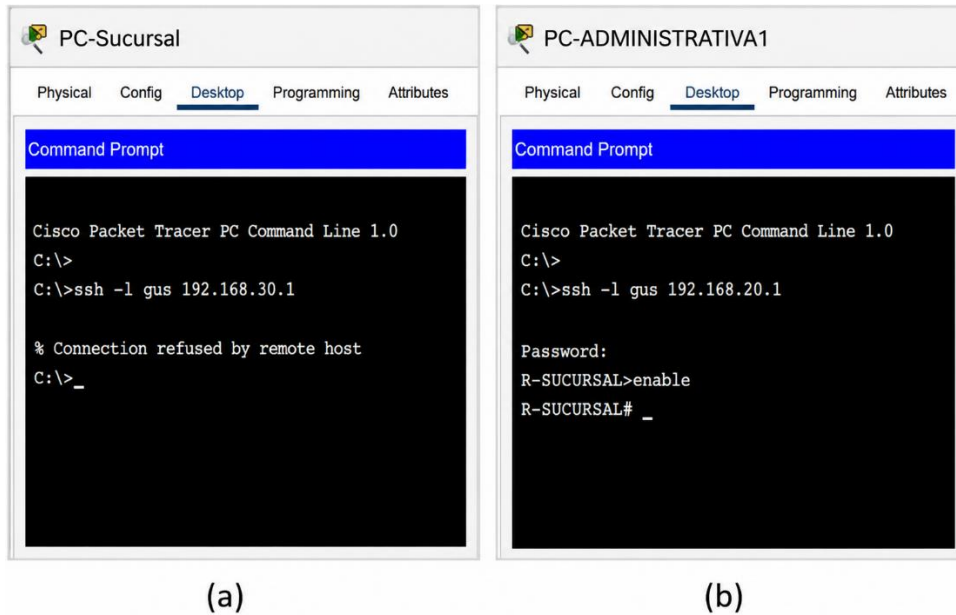 PC-Sucursal
Physical Config Desktop Programming Attributes
Command Prompt
Cisco Packet Tracer PC Command Line 1.0
C:\>
C:\>ssh -l gus 192.168.30.1
% Connection refused by remote host
C:\>_
(a)
PC-ADMINISTRATIVA1
Physical Config Desktop Programming Attributes
Command Prompt
Cisco Packet Tracer PC Command Line 1.0
C:\>
C:\>ssh -l gus 192.168.20.1
Password:
R-SUCURSAL>enable
R-SUCURSAL# _
(b)